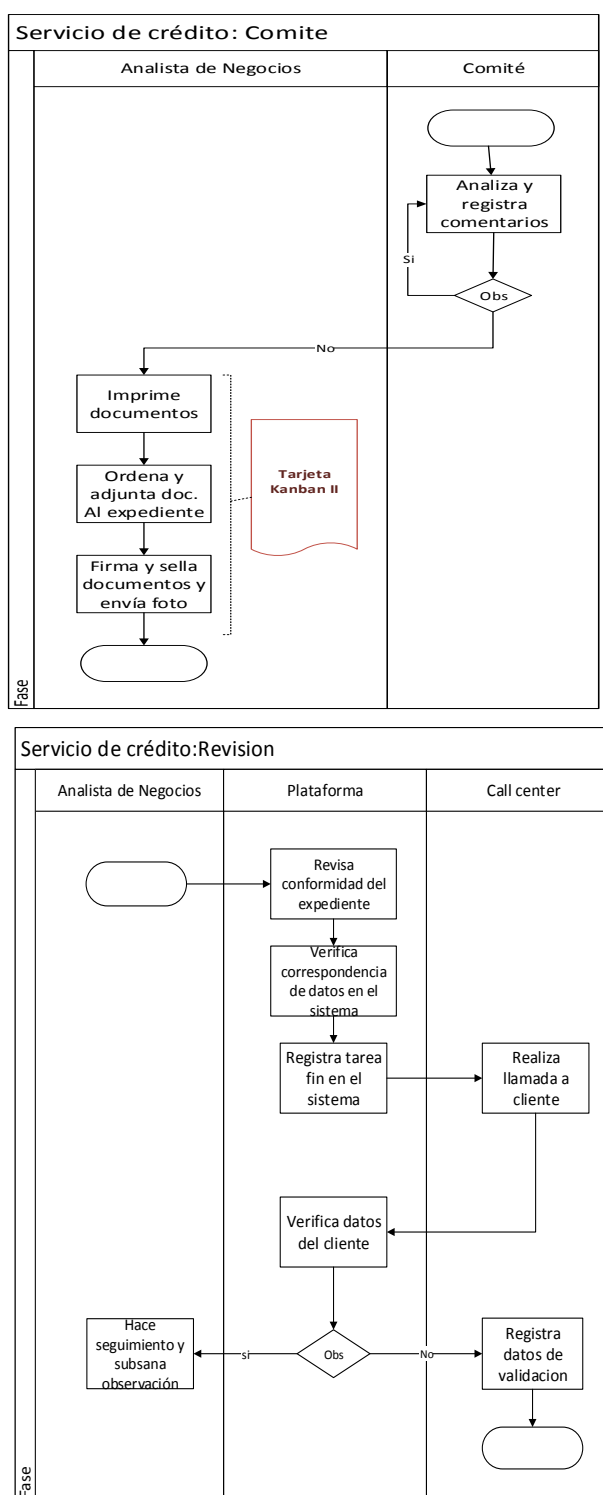 Servicio de crédito: Comite
Analista de Negocios
Comité
Analiza y
registra
comentarios
Si
Obs
No
Imprime
documentos
Ordena y
adjunta doc.
Al expediente
Firma y sella
documentos y
envía foto
Tarjeta
Kanban II
Fase
Servicio de crédito:Revision
Analista de Negocios
Plataforma
Call center
Revisa
conformidad del
expediente
Verifica
correspondencia
de datos en el
sistema
Registra tarea
fin en el
sistema
Realiza
llamada a
cliente
Verifica datos
del cliente
Hace
seguimiento y
subsana
observación
si
Obs
No
Registra
datos de
validacion
Fase